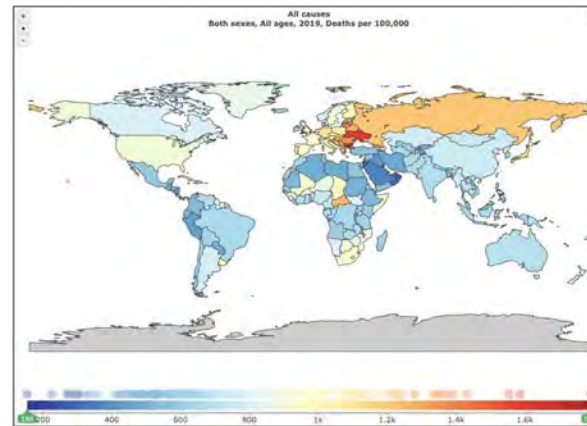 All causes
Both sexes, All ages, 2019, Deaths per 100,000
200 400 600 800 1k 1.2k 1.4k 1.6k